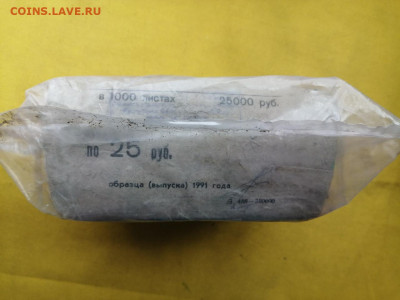 COINS.LAVE.RU
в 1000 листах 25000 руб.
по 25 руб.
образца (выпуска) 1991 года